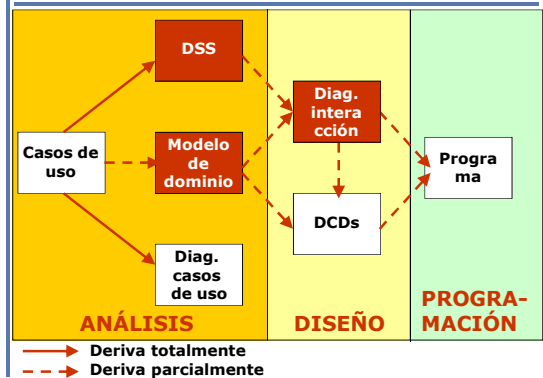 DSS
Casos de
uso
Modelo
de
dominio
Diag.
casos
de uso
Diag.
intera
cción
DCDs
Progra
ma
ANÁLISIS
DISEÑO
PROGRA-
MACIÓN
Deriva totalmente
Deriva parcialmente